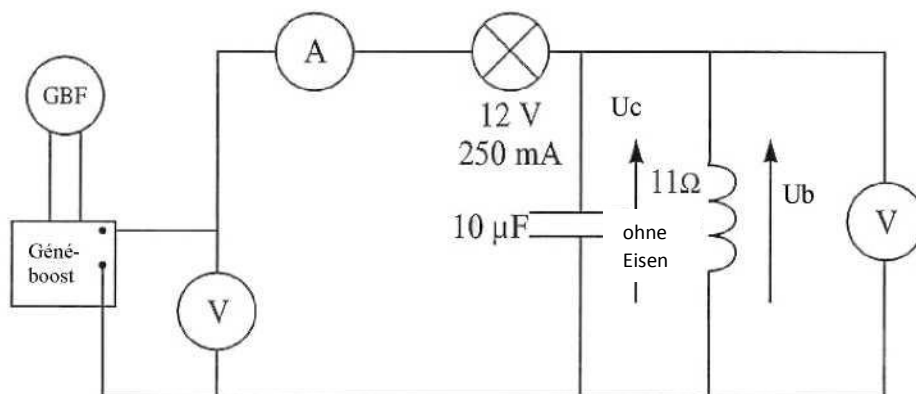 GBF
Géné-
boost
V
A
12 V
250 mA
10 µF
Uc
ohne
Eisen
11Ω
Ub
V